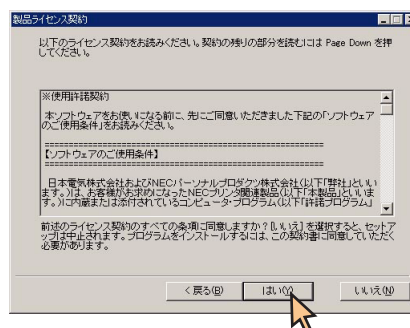 製品ライセンス契約
以下のライセンス契約をお読みください。契約の残りの部分を読むには Page Down を押
してください。
※使用許諾契約
本ソフトウェアをお使いになる前に、先にご同意いただきました下記の「ソフトウェア
のご使用条件」をお読みください。
==================================================
【ソフトウェアのご使用条件】
==================================================
日本電気株式会社およびNECパーソナルプロダクツ株式会社(以下「弊社」といい
ます。)は、お客様がお求めになったNECプリンタ関連製品(以下「本製品」といいま
す。)に内蔵または添付されているコンピュータ・プログラム(以下「許諾プログラム」
前述のライセンス契約のすべての条項に同意しますか?[いいえ]を選択すると、セットア
ップは中止されます。プログラムをインストールするには、この契約書に同意していただく
必要があります。
< 戻る(B)
はい(Y)
いいえ(N)